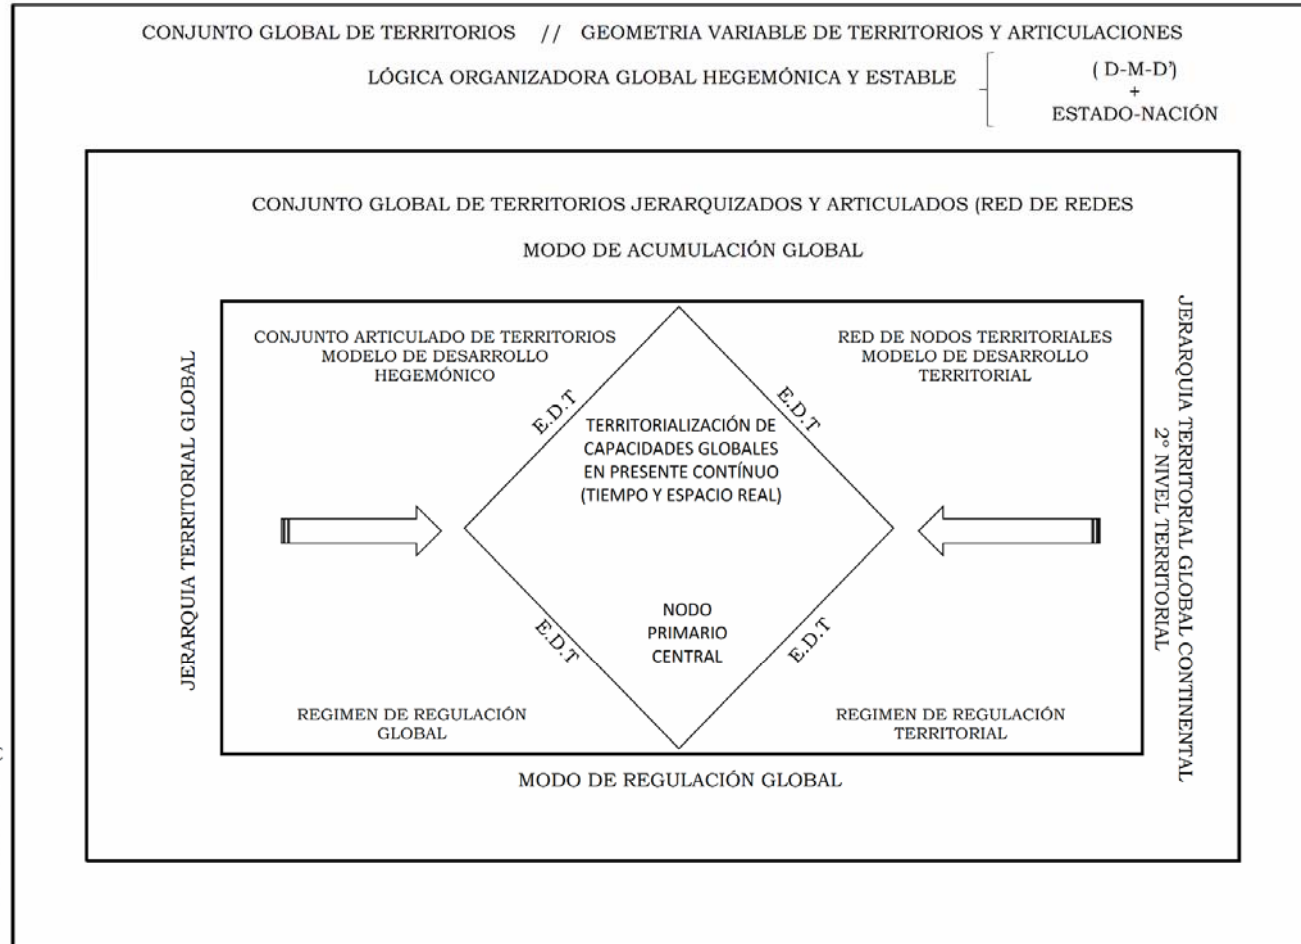 CONJUNTO GLOBAL DE TERRITORIOS // GEOMETRIA VARIABLE DE TERRITORIOS Y ARTICULACIONES
LÓGICA ORGANIZADORA GLOBAL HEGEMÓNICA Y ESTABLE
( D-M-D')
+
ESTADO-NACIÓN
CONJUNTO GLOBAL DE TERRITORIOS JERARQUIZADOS Y ARTICULADOS (RED DE REDES
MODO DE ACUMULACIÓN GLOBAL
JERARQUIA TERRITORIAL GLOBAL
CONJUNTO ARTICULADO DE TERRITORIOS
MODELO DE DESARROLLO
HEGEMÓNICO
RED DE NODOS TERRITORIALES
MODELO DE DESARROLLO
TERRITORIAL
JERARQUIA TERRITORIAL GLOBAL CONTINENTAL
2° NIVEL TERRITORIAL
E.D.T
E.D.T
TERRITORIALIZACIÓN DE
CAPACIDADES GLOBALES
EN PRESENTE CONTÍNUO
(TIEMPO Y ESPACIO REAL)
NODO
PRIMARIO
CENTRAL
E.D.T
E.D.T
REGIMEN DE REGULACIÓN
GLOBAL
REGIMEN DE REGULACIÓN
TERRITORIAL
MODO DE REGULACIÓN GLOBAL